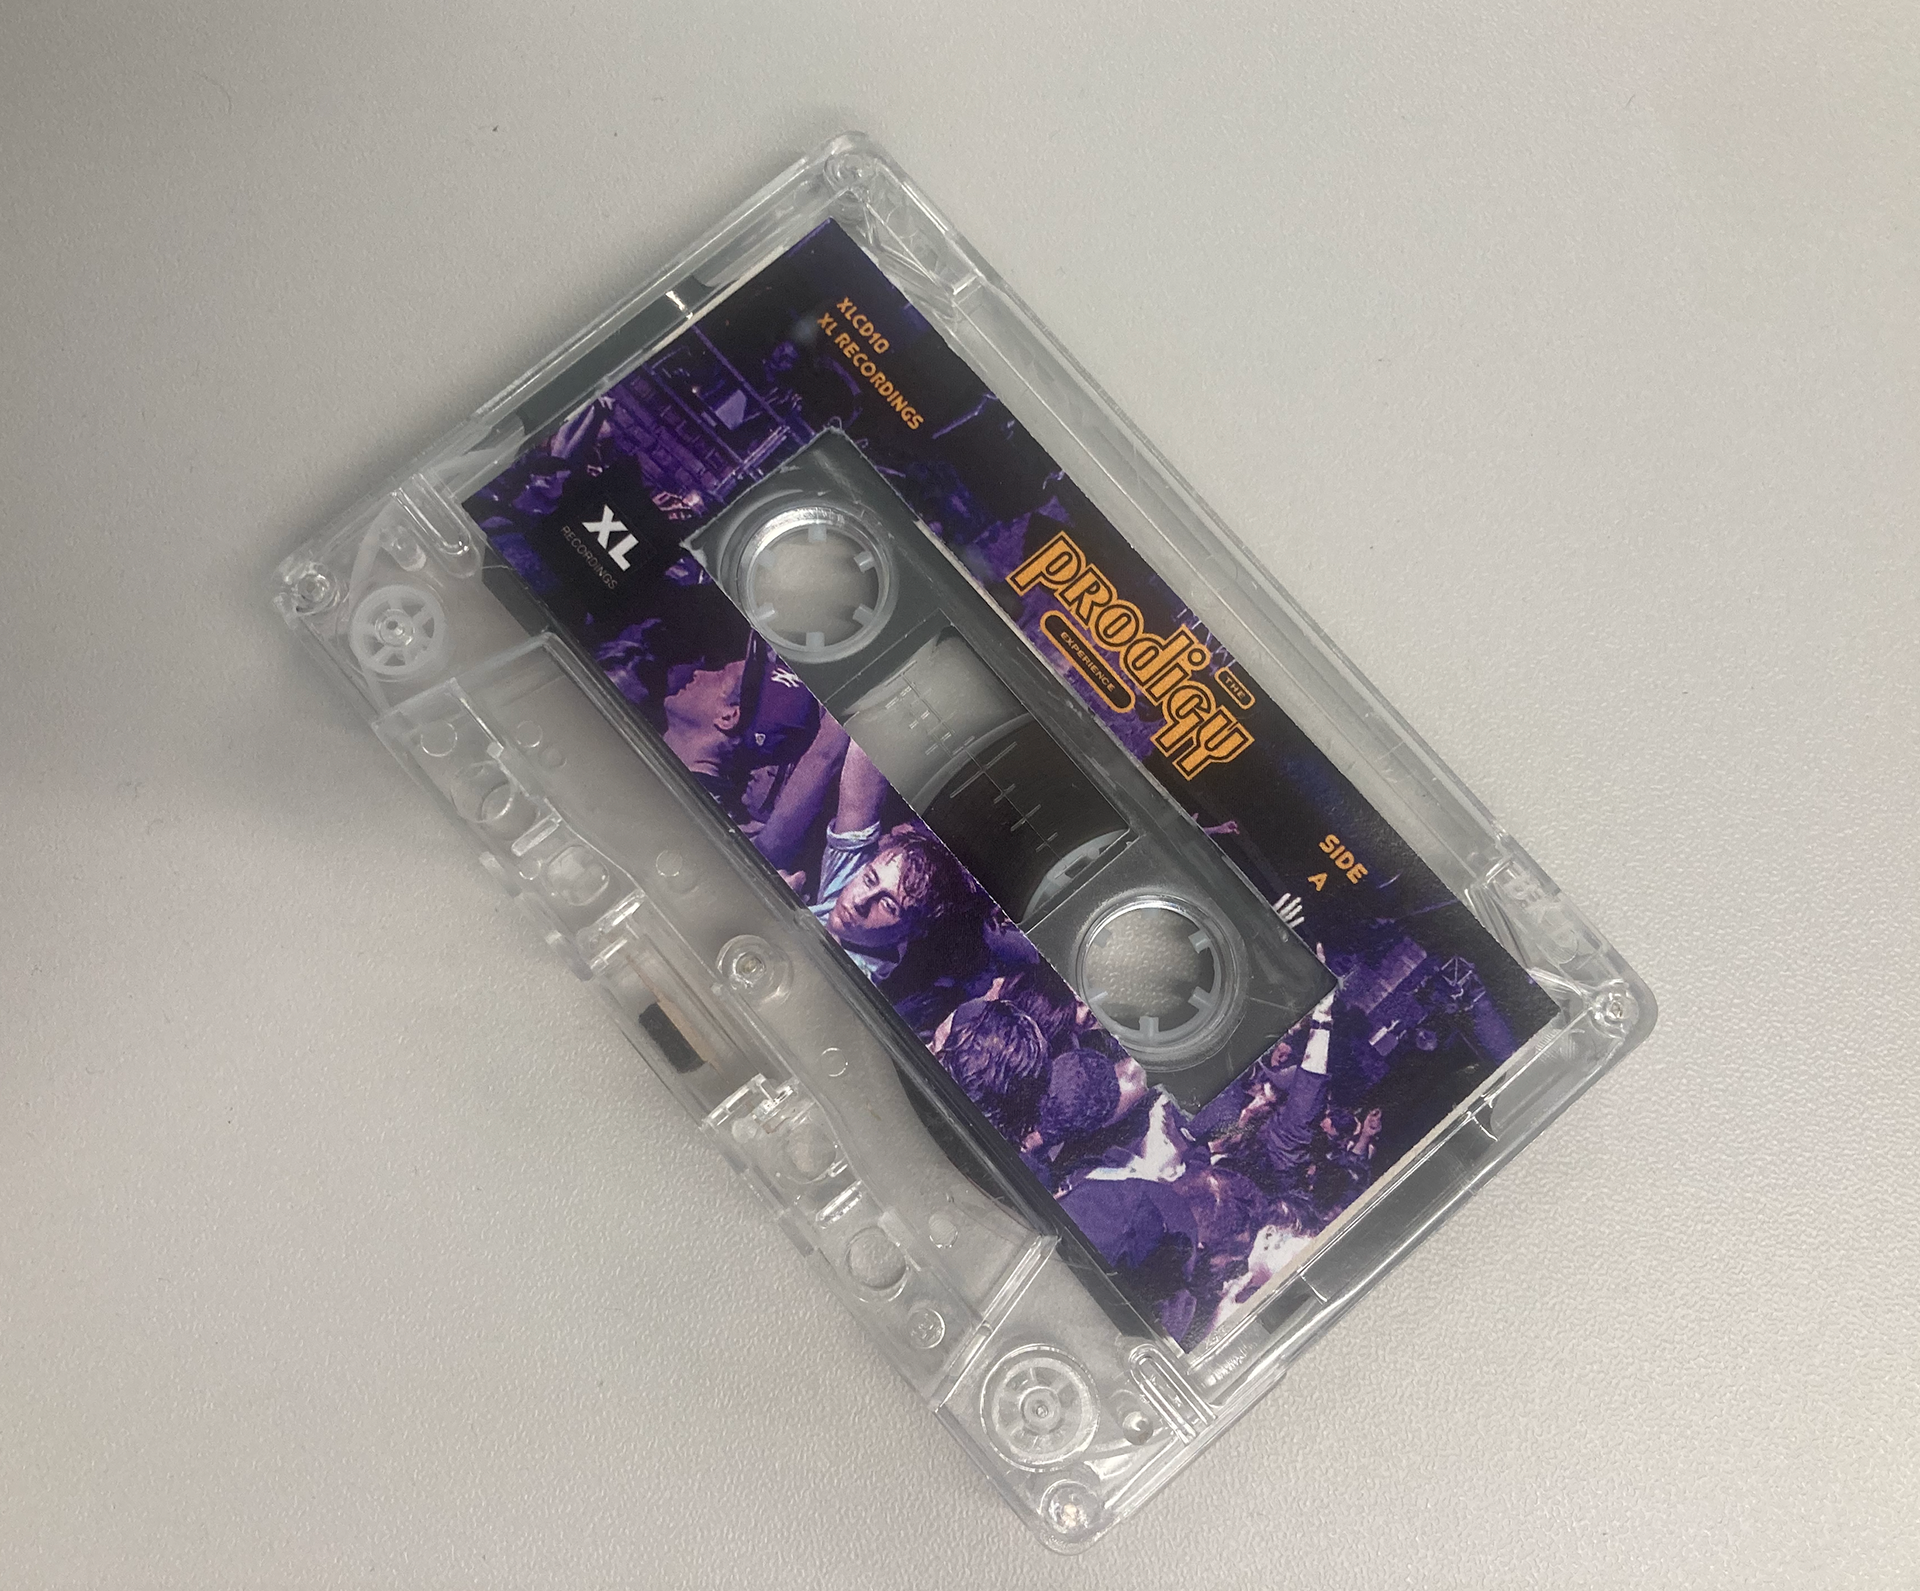 XLCD10
XL RECORDINGS
THE
PRodigy
EXPERIENCE
SIDE
A
XL
RECORDINGS